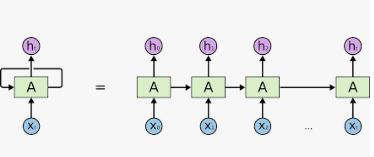 hₜ h₀ h₁ h₂ hₜ
A = A A A A
xₜ x₀ x₁ x₂ ... xₜ